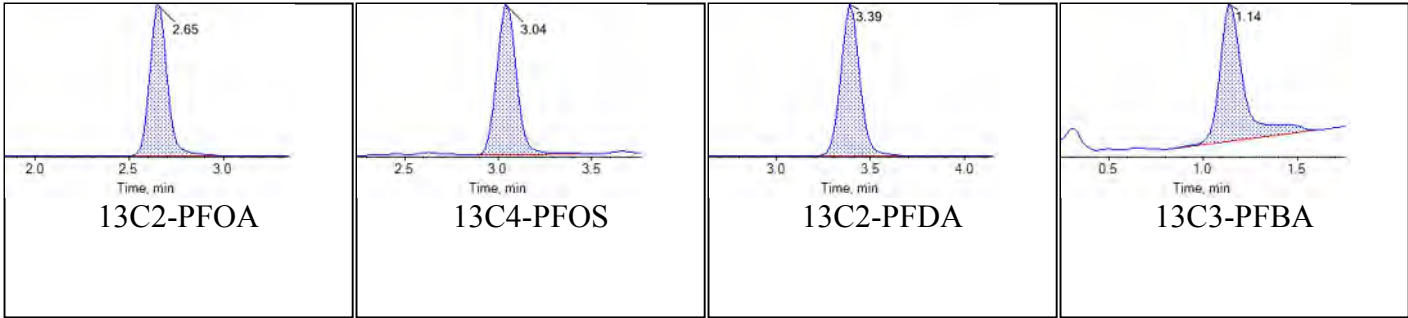 2.65
2.0 2.5 3.0
Time, min
13C2-PFOA
3.04
2.5 3.0 3.5
Time, min
13C4-PFOS
3.39
3.0 3.5 4.0
Time, min
13C2-PFDA
1.14
0.5 1.0 1.5
Time, min
13C3-PFBA